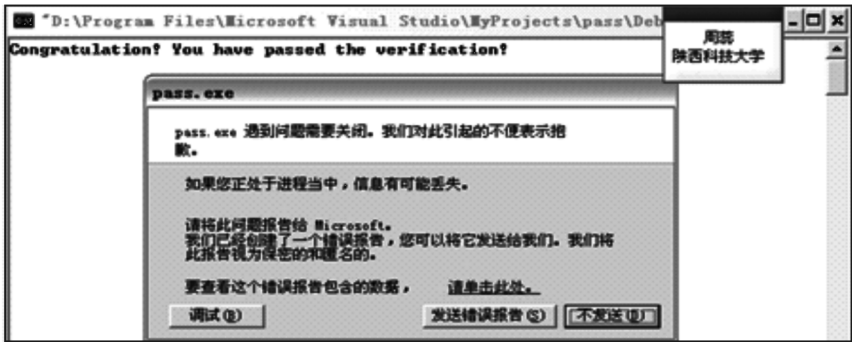 "D:\Program Files\Microsoft Visual Studio\MyProjects\pass\Deb
周蕊
陕西科技大学
Congratulation! You have passed the verification!
pass.exe
pass.exe 遇到问题需要关闭。我们对此引起的不便表示抱
歉。
如果您正处于进程当中，信息有可能丢失。
请将此问题报告给 Microsoft。
我们已经创建了一个错误报告，您可以将它发送给我们。我们将
此报告视为保密的和匿名的。
要查看这个错误报告包含的数据， 请单击此处。
调试(B) 发送错误报告(S) 不发送(D)